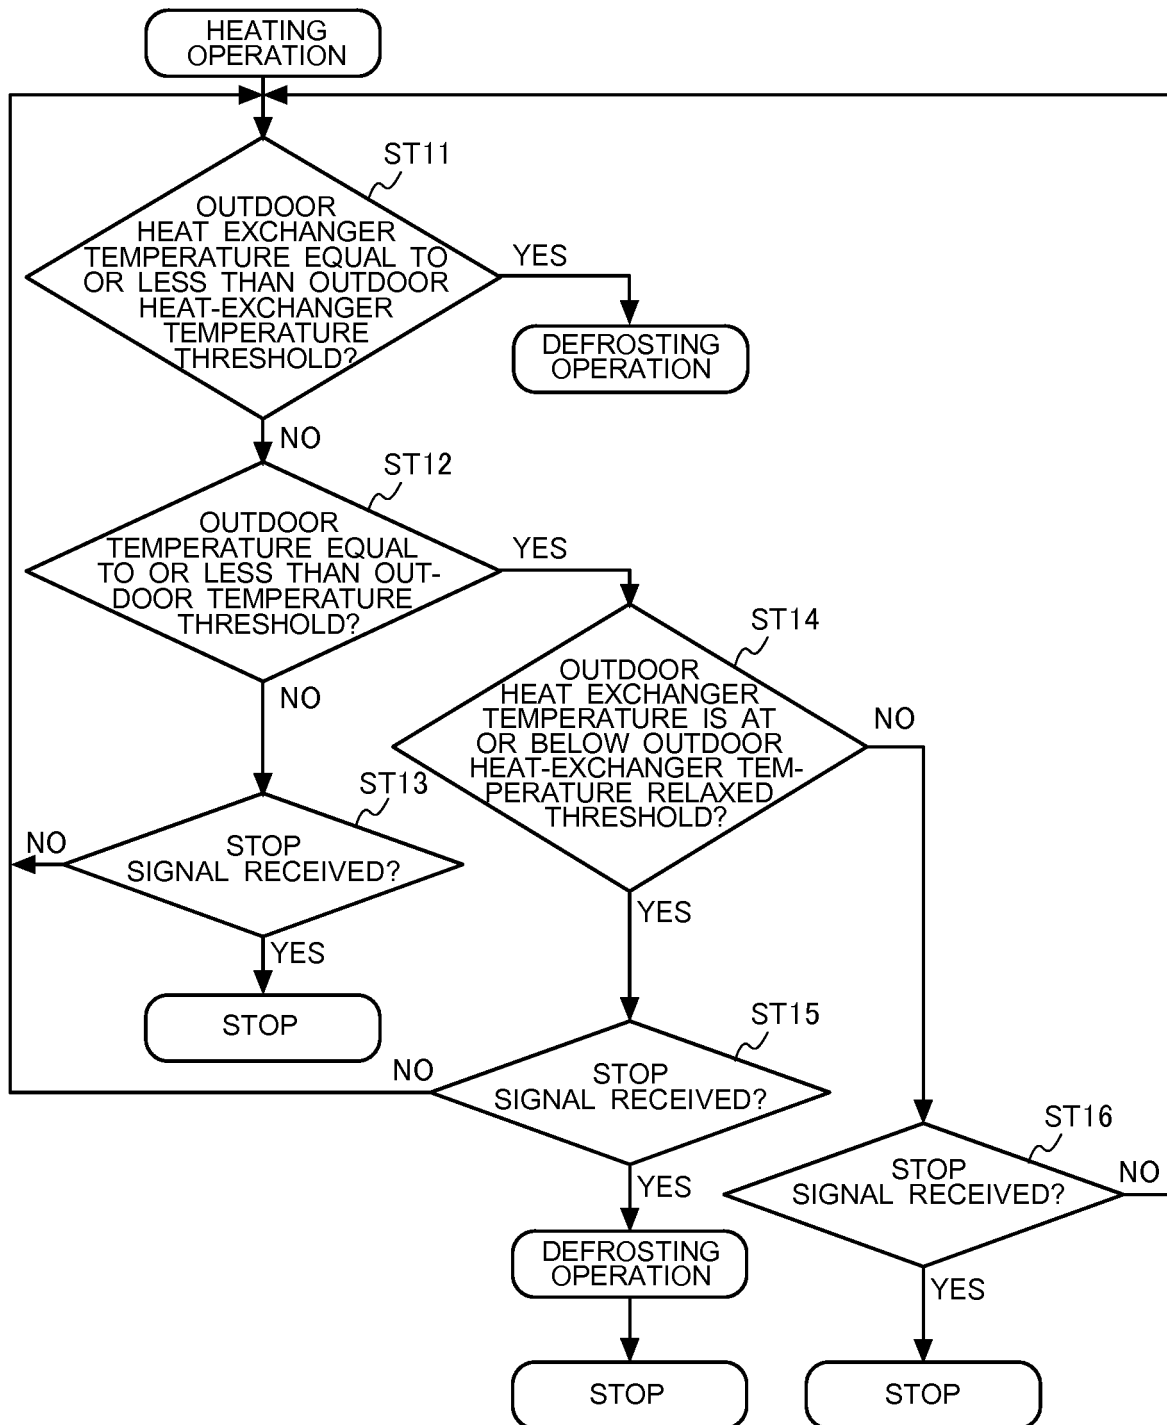 HEATING
OPERATION
ST11
OUTDOOR
HEAT EXCHANGER
TEMPERATURE EQUAL TO
OR LESS THAN OUTDOOR
HEAT-EXCHANGER
TEMPERATURE
THRESHOLD?
YES
DEFROSTING
OPERATION
NO
ST12
OUTDOOR
TEMPERATURE EQUAL
TO OR LESS THAN OUT-
DOOR TEMPERATURE
THRESHOLD?
YES
NO
ST14
OUTDOOR
HEAT EXCHANGER
TEMPERATURE IS AT
OR BELOW OUTDOOR
HEAT-EXCHANGER TEM-
PERATURE RELAXED
THRESHOLD?
NO
YES
ST13
STOP
SIGNAL RECEIVED?
NO
YES
STOP
ST15
STOP
SIGNAL RECEIVED?
NO
YES
DEFROSTING
OPERATION
STOP
ST16
STOP
SIGNAL RECEIVED?
NO
YES
STOP